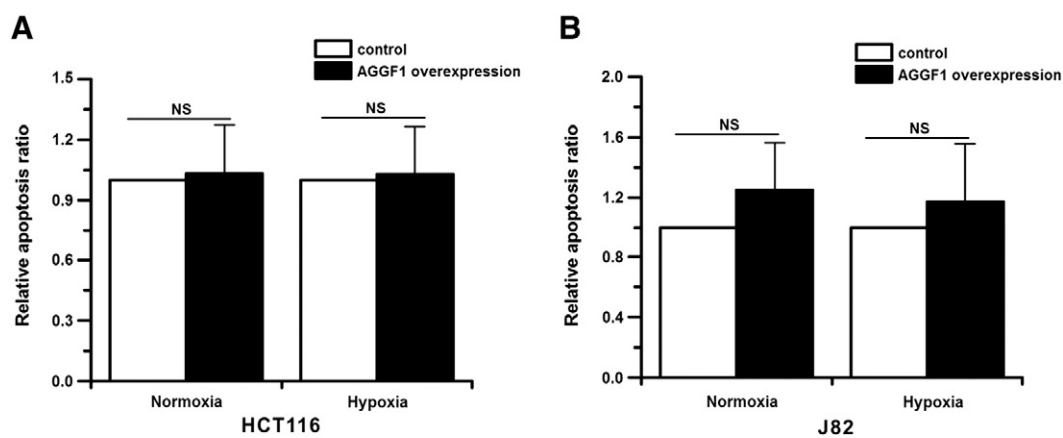 A
control
AGGF1 overexpression
Relative apoptosis ratio
1.5
1.2
0.9
0.6
0.3
0.0
NS
NS
Normoxia
Hypoxia
HCT116
B
control
AGGF1 overexpression
Relative apoptosis ratio
2.0
1.6
1.2
0.8
0.4
0.0
NS
NS
Normoxia
Hypoxia
J82